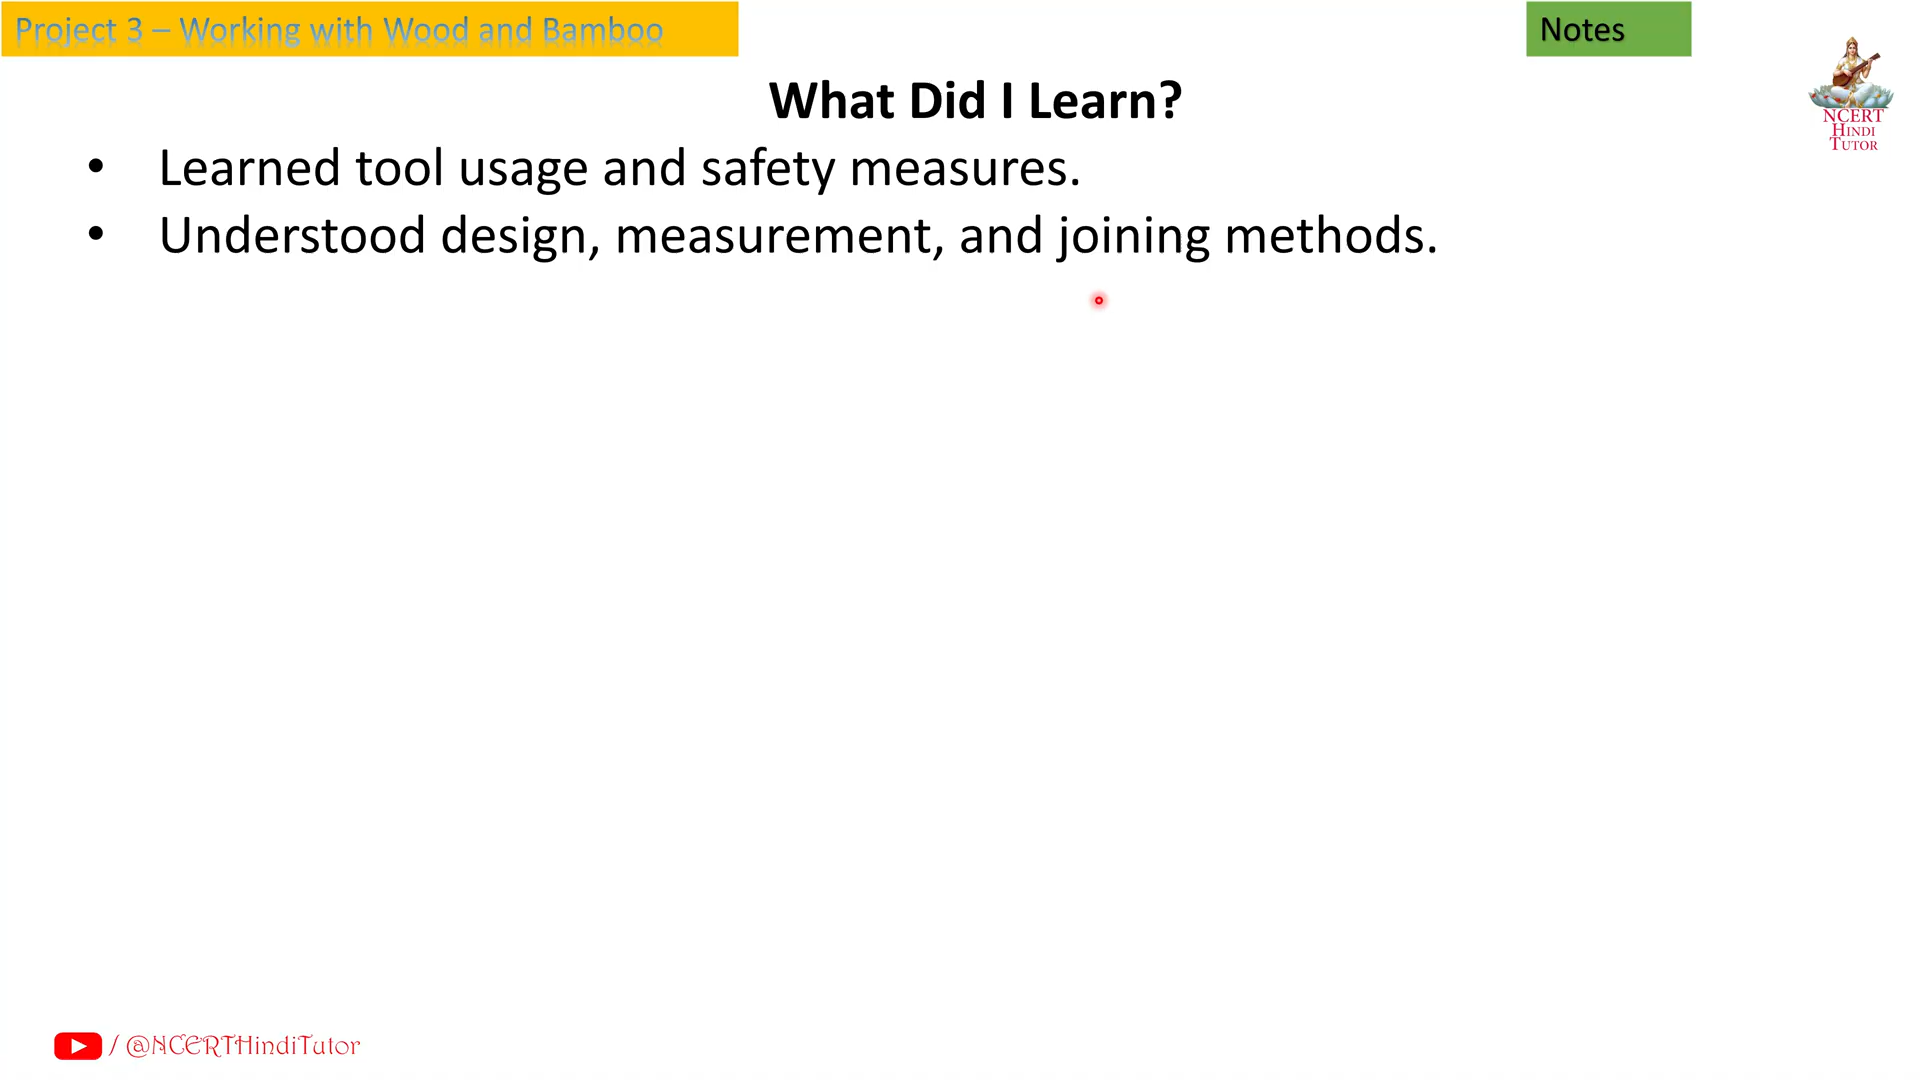 Project 3 – Working with Wood and Bamboo
Notes
NCERT
HINDI
TUTOR
What Did I Learn?
• Learned tool usage and safety measures.
• Understood design, measurement, and joining methods.
/ @NCERTHindiTutor